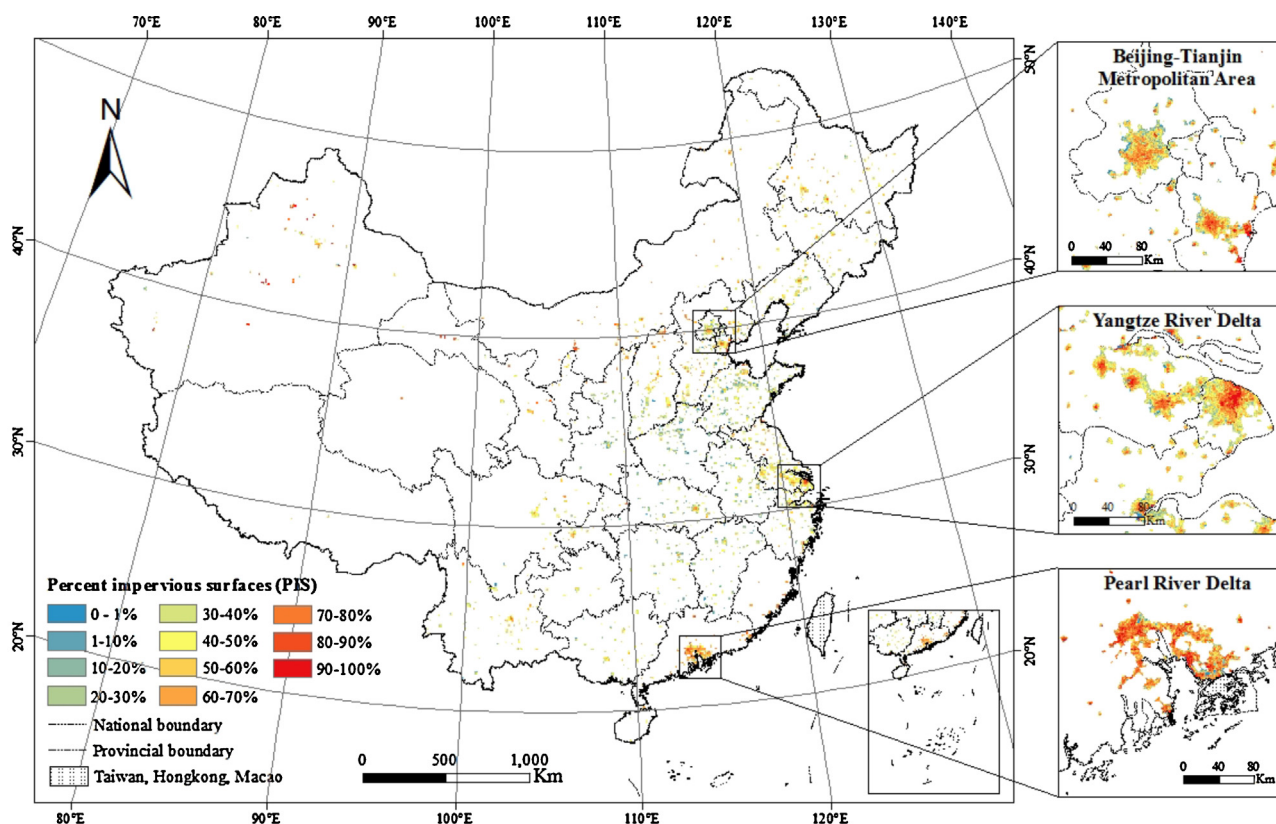 70°E 80°E 90°E 100°E 110°E 120°E 130°E 140°E
50°N
40°N
30°N
20°N
40°N
30°N
20°N
80°E 90°E 100°E 110°E 120°E
N
Percent impervious surfaces (PIS)
0 - 1%
1-10%
10-20%
20-30%
30-40%
40-50%
50-60%
60-70%
70-80%
80-90%
90-100%
National boundary
Provincial boundary
Taiwan, Hongkong, Macao
0 500 1,000
Km
Beijing-Tianjin
Metropolitan Area
0 40 80
Km
Yangtze River Delta
0 40 80
Km
Pearl River Delta
0 40 80
Km